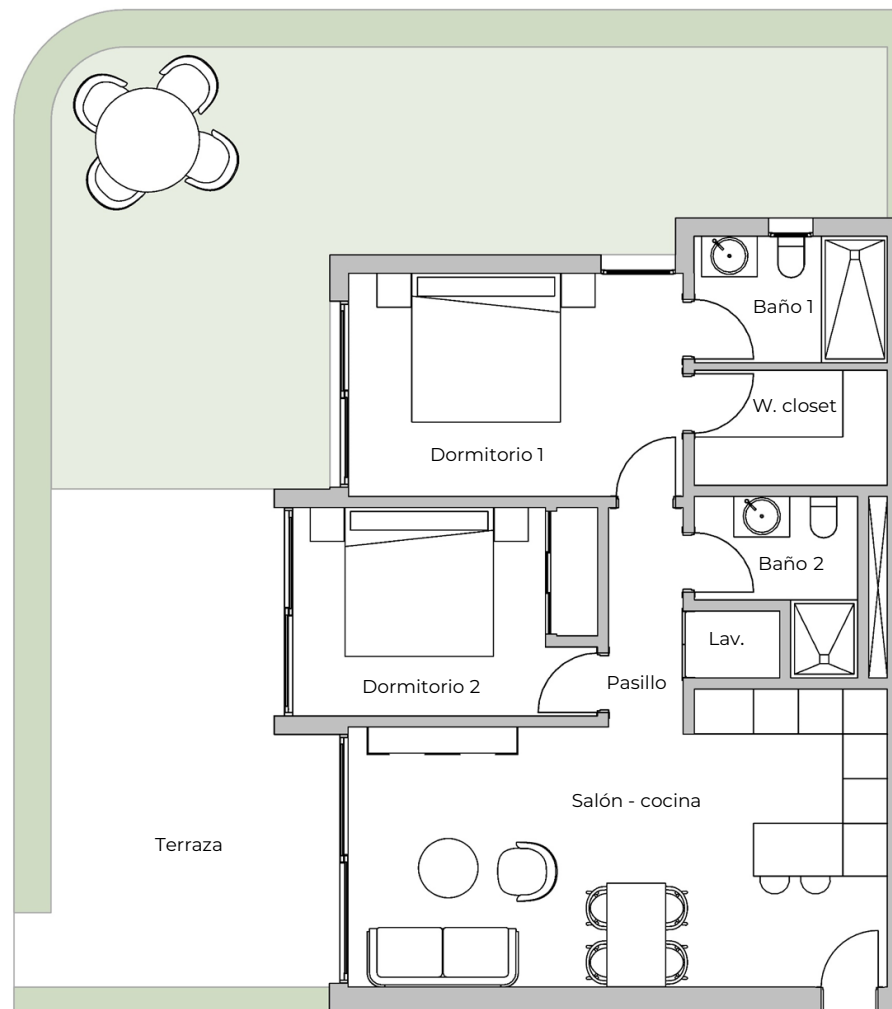 Baño 1
W. closet
Dormitorio 1
Baño 2
Lav.
Pasillo
Dormitorio 2
Salón - cocina
Terraza